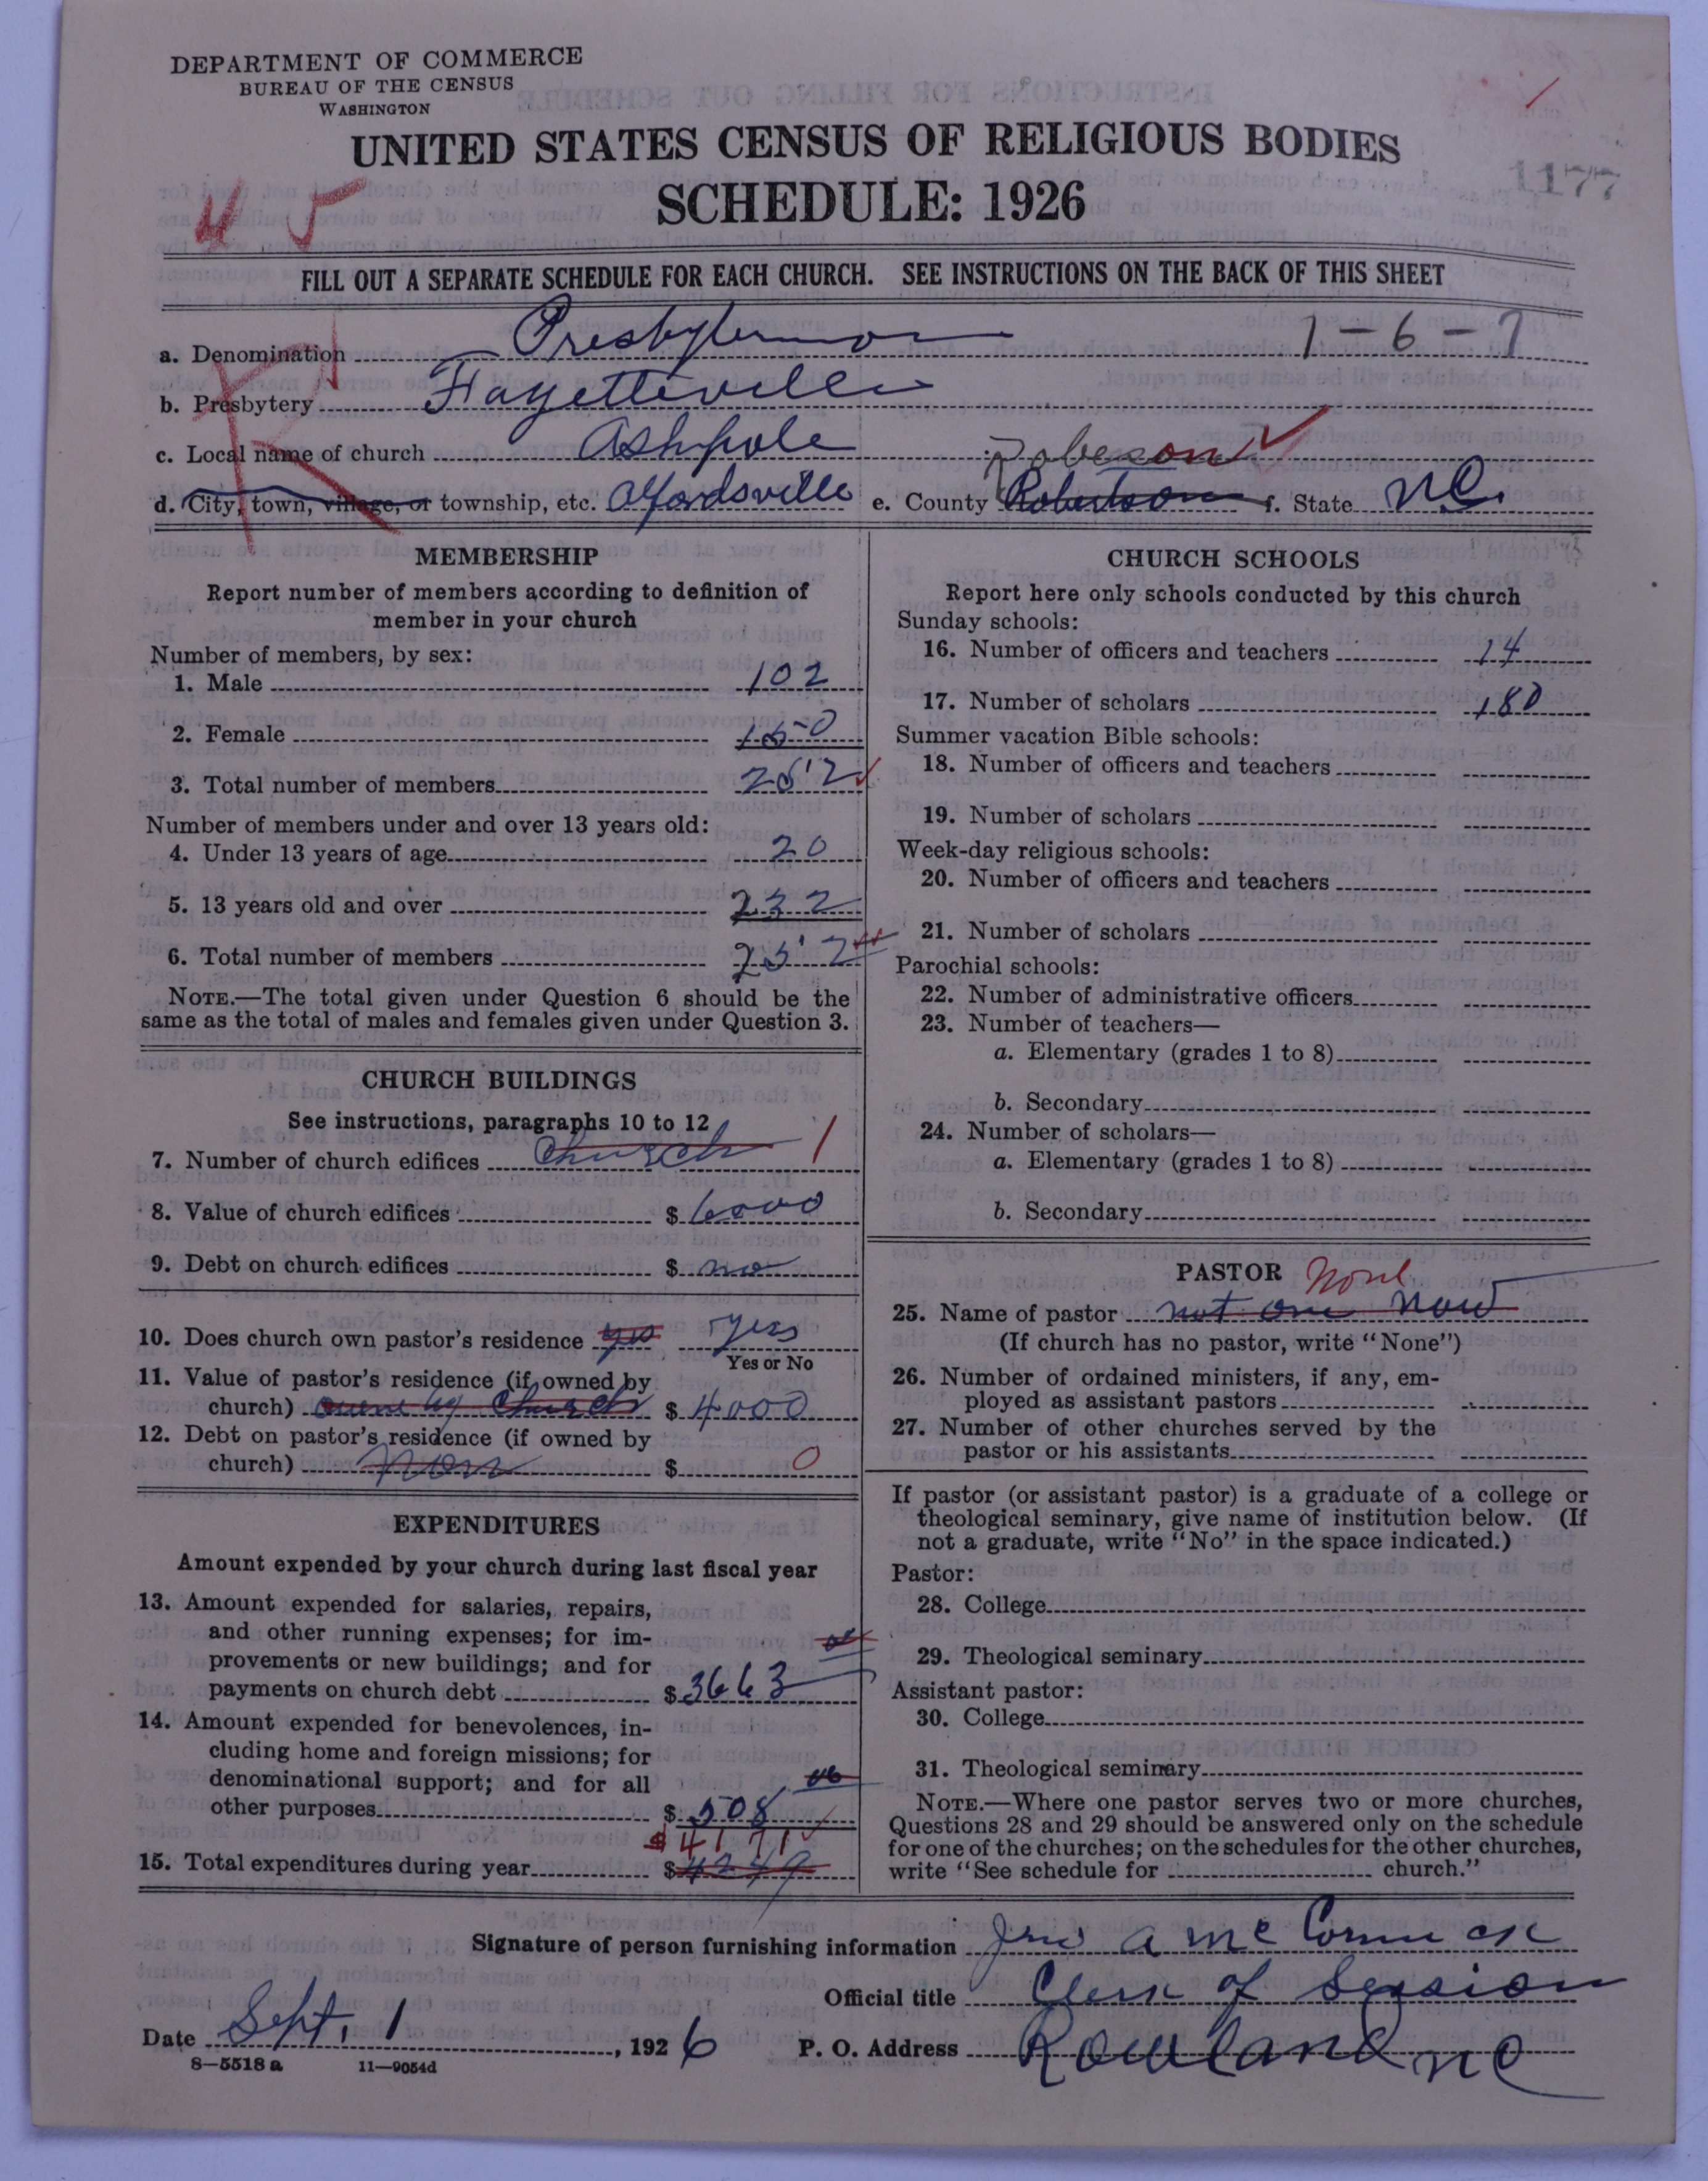 DEPARTMENT OF COMMERCE
BUREAU OF THE CENSUS
WASHINGTON
UNITED STATES CENSUS OF RELIGIOUS BODIES
SCHEDULE: 1926
1177
45
FILL OUT A SEPARATE SCHEDULE FOR EACH CHURCH. SEE INSTRUCTIONS ON THE BACK OF THIS SHEET
a. Denomination Presbyterian 1-6-7
b. Presbytery Fayetteville
c. Local name of church Ashpole
Robeson
d. City, town, village, or township, etc. Alfordsville e. County Robertson f. State N.C.
R
MEMBERSHIP
Report number of members according to definition of
member in your church
Number of members, by sex:
1. Male 102
2. Female 150
3. Total number of members 252
Number of members under and over 13 years old:
4. Under 13 years of age 20
5. 13 years old and over 232
6. Total number of members 252
NOTE.—The total given under Question 6 should be the
same as the total of males and females given under Question 3.
CHURCH BUILDINGS
See instructions, paragraphs 10 to 12
7. Number of church edifices Church 1
8. Value of church edifices $ 6000
9. Debt on church edifices $ no
10. Does church own pastor's residence yes Yess
Yes or No
11. Value of pastor's residence (if owned by
church) owene by Church $ 4000
12. Debt on pastor's residence (if owned by
church) Non $ 0
EXPENDITURES
Amount expended by your church during last fiscal year
13. Amount expended for salaries, repairs,
and other running expenses; for im-
provements or new buildings; and for
payments on church debt $ 3663 00
14. Amount expended for benevolences, in-
cluding home and foreign missions; for
denominational support; and for all
other purposes $ 508 00
$ 4171
15. Total expenditures during year $ 4249
CHURCH SCHOOLS
Report here only schools conducted by this church
Sunday schools:
16. Number of officers and teachers 14
17. Number of scholars 180
Summer vacation Bible schools:
18. Number of officers and teachers
19. Number of scholars
Week-day religious schools:
20. Number of officers and teachers
21. Number of scholars
Parochial schools:
22. Number of administrative officers
23. Number of teachers—
a. Elementary (grades 1 to 8)
b. Secondary
24. Number of scholars—
a. Elementary (grades 1 to 8)
b. Secondary
PASTOR None
25. Name of pastor not one now
(If church has no pastor, write "None")
26. Number of ordained ministers, if any, em-
ployed as assistant pastors
27. Number of other churches served by the
pastor or his assistants
If pastor (or assistant pastor) is a graduate of a college or
theological seminary, give name of institution below. (If
not a graduate, write "No" in the space indicated.)
Pastor:
28. College
29. Theological seminary
Assistant pastor:
30. College
31. Theological seminary
NOTE.—Where one pastor serves two or more churches,
Questions 28 and 29 should be answered only on the schedule
for one of the churches; on the schedules for the other churches,
write "See schedule for church."
Signature of person furnishing information Jno A McCormick
Official title Clerk of Session
Date Sept. 1, 1926 P. O. Address Rowland NC
8—5518 a 11—9054d